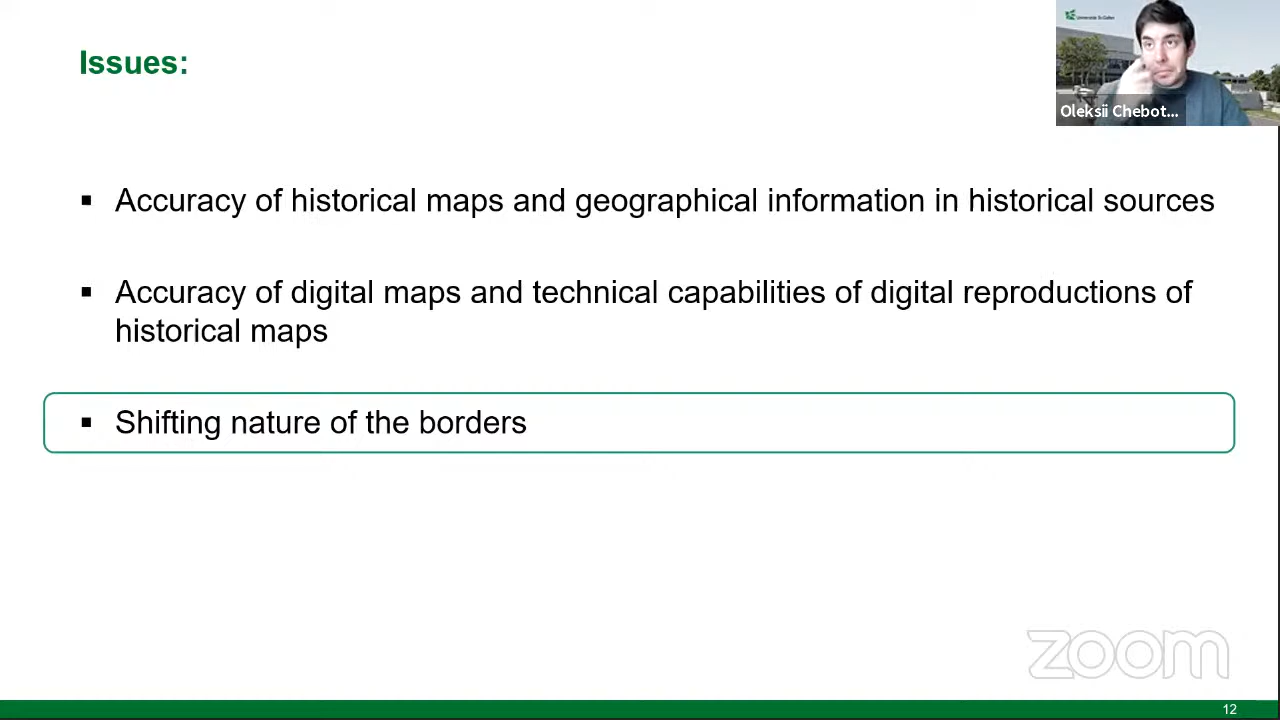 Issues:
Oleksii Chebot...
▪ Accuracy of historical maps and geographical information in historical sources
▪ Accuracy of digital maps and technical capabilities of digital reproductions of
historical maps
▪ Shifting nature of the borders
zoom
12